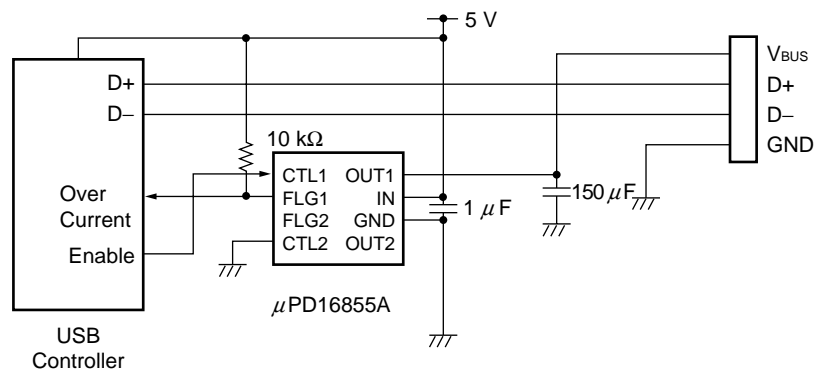 5 V
VBUS
D+
D−
GND
D+
D−
10 kΩ
CTL1 OUT1
FLG1 IN
FLG2 GND
CTL2 OUT2
Over
Current
Enable
1 μF
150 μF
μPD16855A
USB
Controller